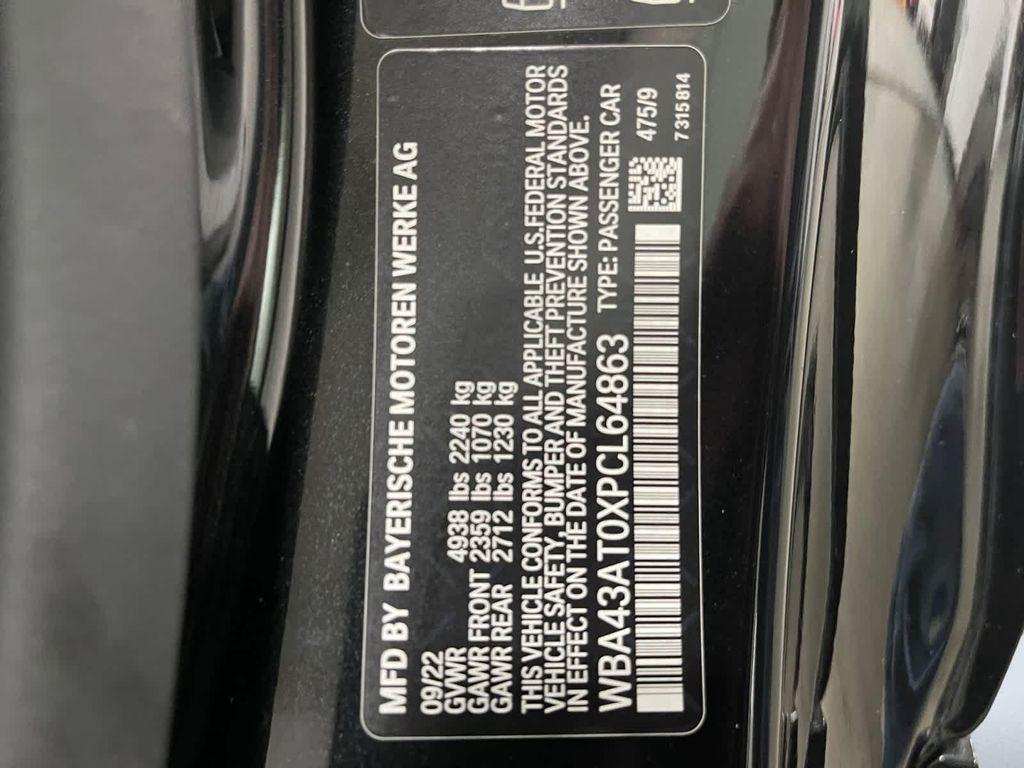 MFD BY BAYERISCHE MOTOREN WERKE AG
09/22
GVWR 4938 lbs 2240 kg
GAWR FRONT 2359 lbs 1070 kg
GAWR REAR 2712 lbs 1230 kg
THIS VEHICLE CONFORMS TO ALL APPLICABLE U.S.FEDERAL MOTOR
VEHICLE SAFETY, BUMPER AND THEFT PREVENTION STANDARDS
IN EFFECT ON THE DATE OF MANUFACTURE SHOWN ABOVE.
WBA43AT0XPCL64863 TYPE: PASSENGER CAR
475/9
7 315 814